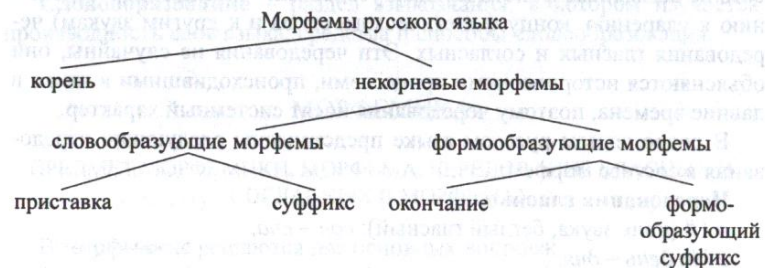 Морфемы русского языка
корень некорневые морфемы
словообразующие морфемы формообразующие морфемы
приставка суффикс окончание формо-
образующий
суффикс